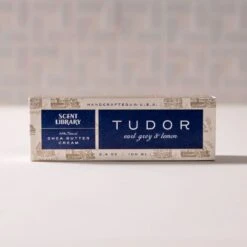 HANDCRAFTED IN U.S.A.
SCENT
LIBRARY
SHEA BUTTER
CREAM
TUDOR
earl grey & lemon